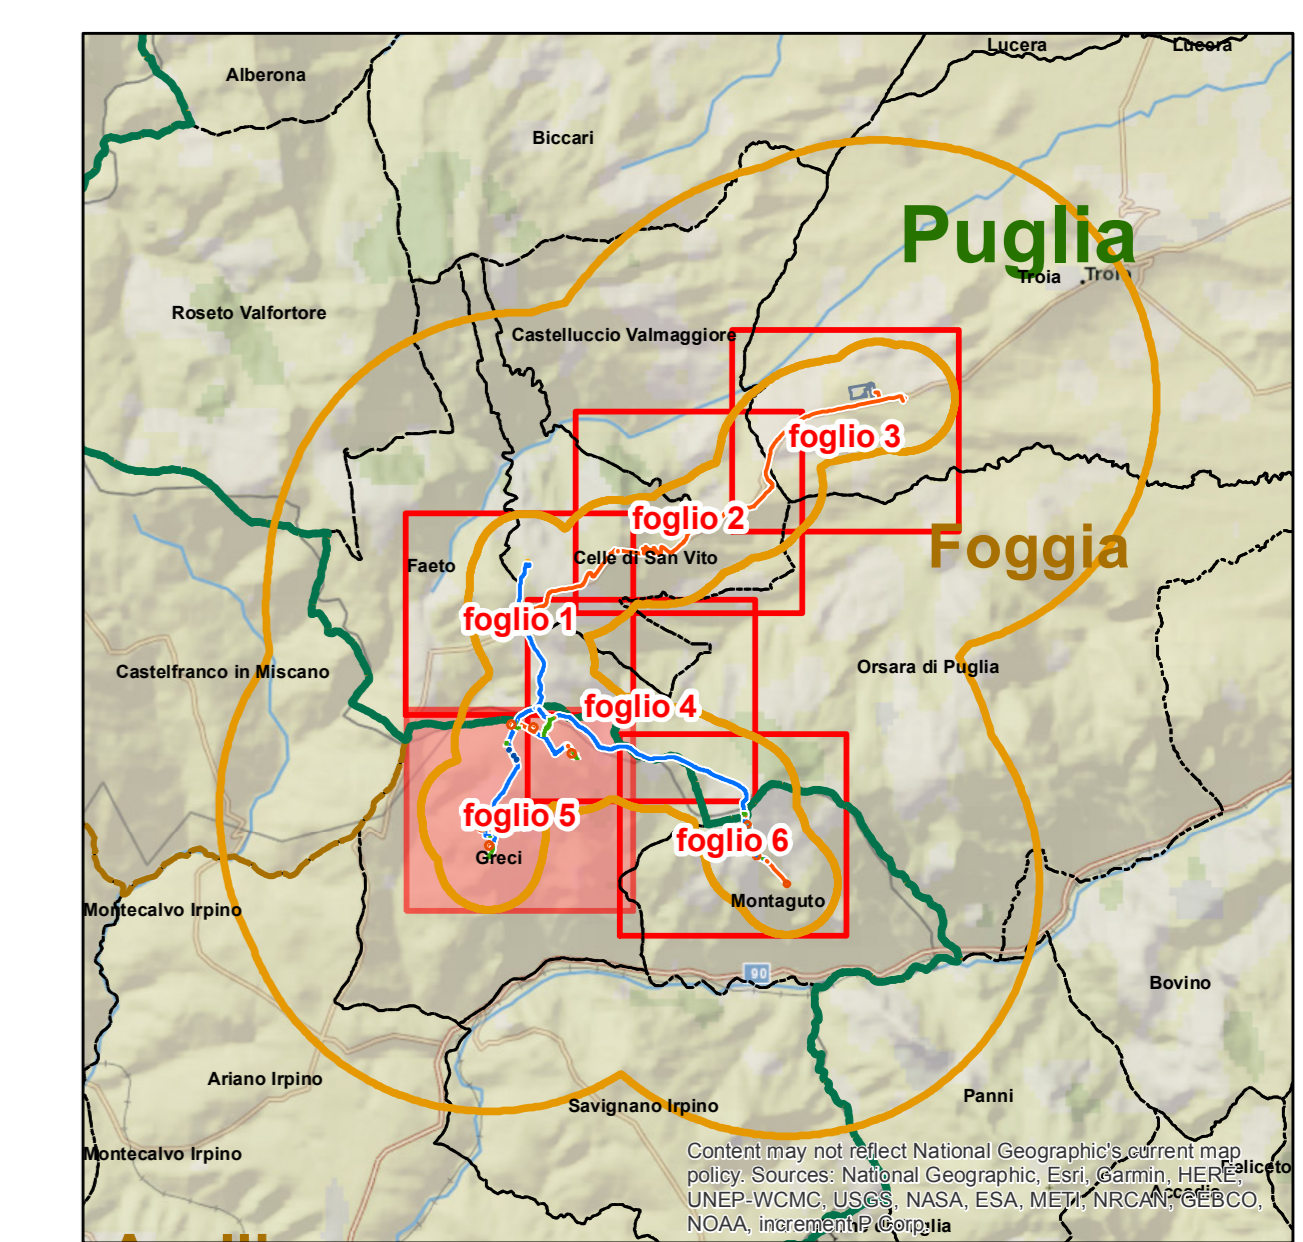 Lucera
Lucera
Alberona
Biccari
Puglia
Troia
Troia
Roseto Valfortore
Castelluccio Valmaggiore
foglio 3
foglio 2
Foggia
Celle di San Vito
Faeto
foglio 1
Orsara di Puglia
Castelfranco in Miscano
foglio 4
foglio 5
foglio 6
Greci
Montaguto
Montecalvo Irpino
90
Bovino
Ariano Irpino
Panni
Savignano Irpino
Montecalvo Irpino
Content may not reflect National Geographic's current map
policy. Sources: National Geographic, Esri, Garmin, HERE,
UNEP-WCMC, USGS, NASA, ESA, METI, NRCAN, GEBCO,
NOAA, increment P Corp.
Deliceto
Accadia